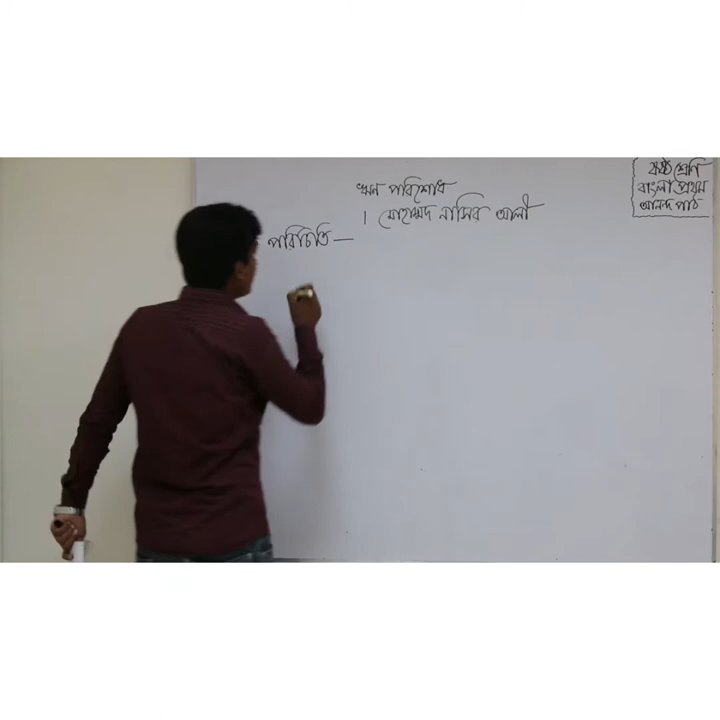 ঋণ পরিশোধ
। মোহাম্মদ নাসির আলী
পরিচিতি —
ষষ্ঠ শ্রেণি
বাংলা প্রথম
আনন্দ পাঠ